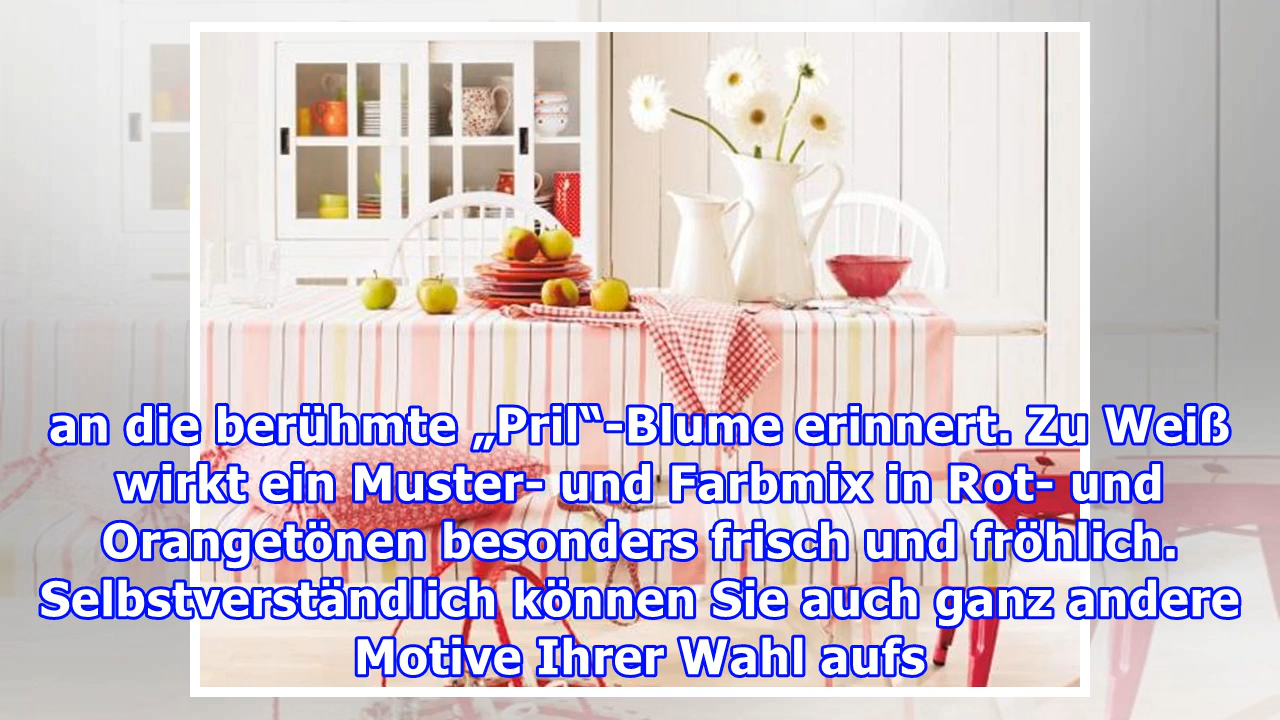 an die berühmte „Pril“-Blume erinnert. Zu Weiß
wirkt ein Muster- und Farbmix in Rot- und
Orangetönen besonders frisch und fröhlich.
Selbstverständlich können Sie auch ganz andere
Motive Ihrer Wahl aufs